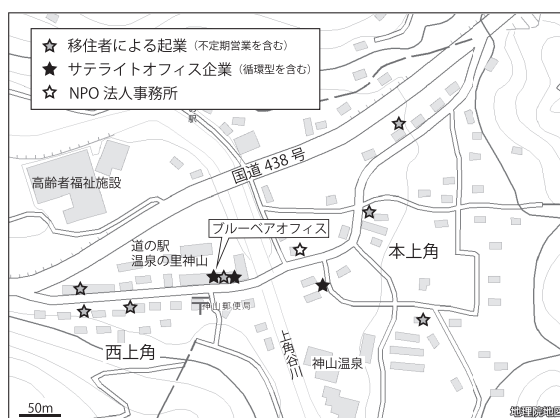 移住者による起業（不定期営業を含む）
サテライトオフィス企業（循環型を含む）
NPO 法人事務所
駅
国道 438 号
高齢者福祉施設
ブルーベアオフィス
道の駅
温泉の里神山
本上角
神山郵便局
上角谷川
西上角
神山温泉
50m
地理院地図